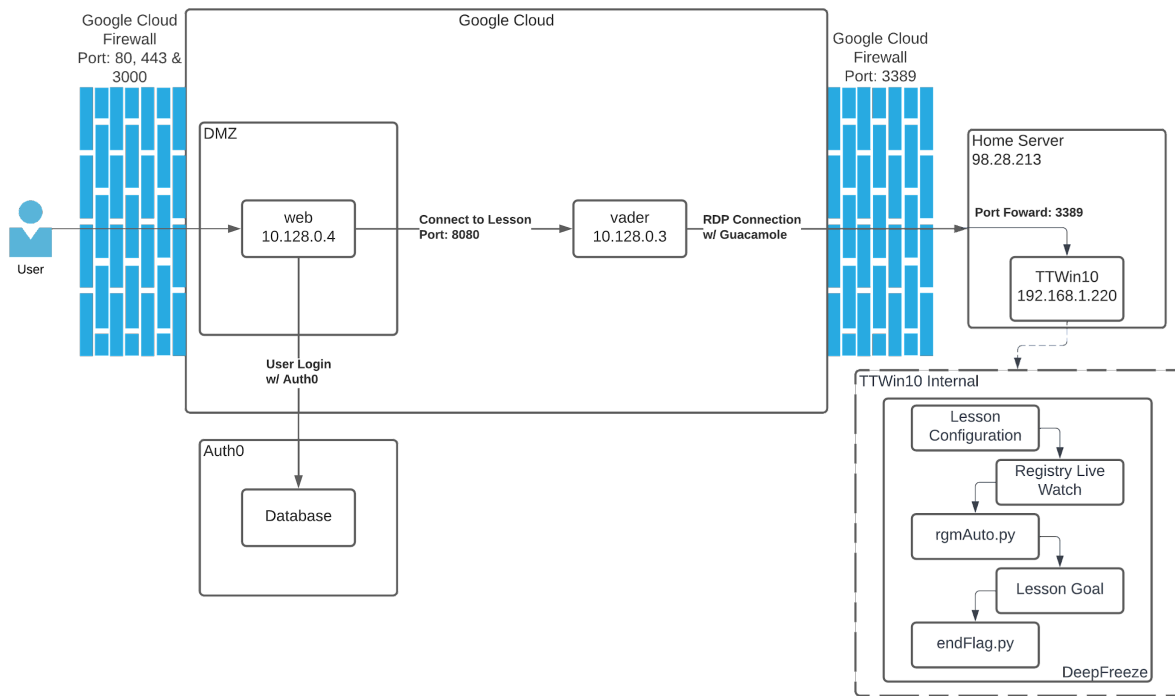 Google Cloud
Firewall
Port: 80, 443 &
3000
Google Cloud
Google Cloud
Firewall
Port: 3389
DMZ
web
10.128.0.4
Connect to Lesson
Port: 8080
vader
10.128.0.3
RDP Connection
w/ Guacamole
Home Server
98.28.213
Port Foward: 3389
TTWin10
192.168.1.220
User
User Login
w/ Auth0
Auth0
Database
TTWin10 Internal
Lesson
Configuration
Registry Live
Watch
rgmAuto.py
Lesson Goal
endFlag.py
DeepFreeze